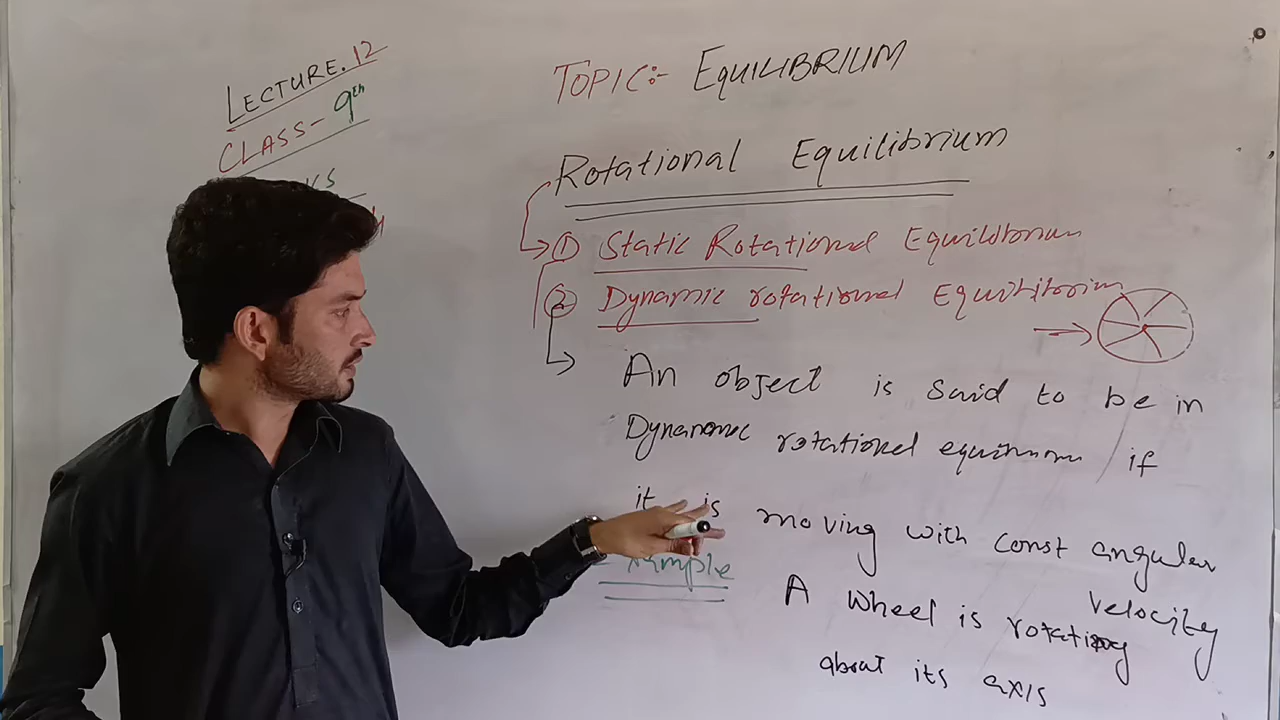 LECTURE. 12
CLASS- 9th
TOPIC:- EQUILIBRIUM
Rotational Equilibrium
① Static Rotational Equilibrium
② Dynamic rotational Equilibrium
An object is said to be in
Dynamic rotational if
it is moving with const angular
velocity
A wheel is rotating
about its axis